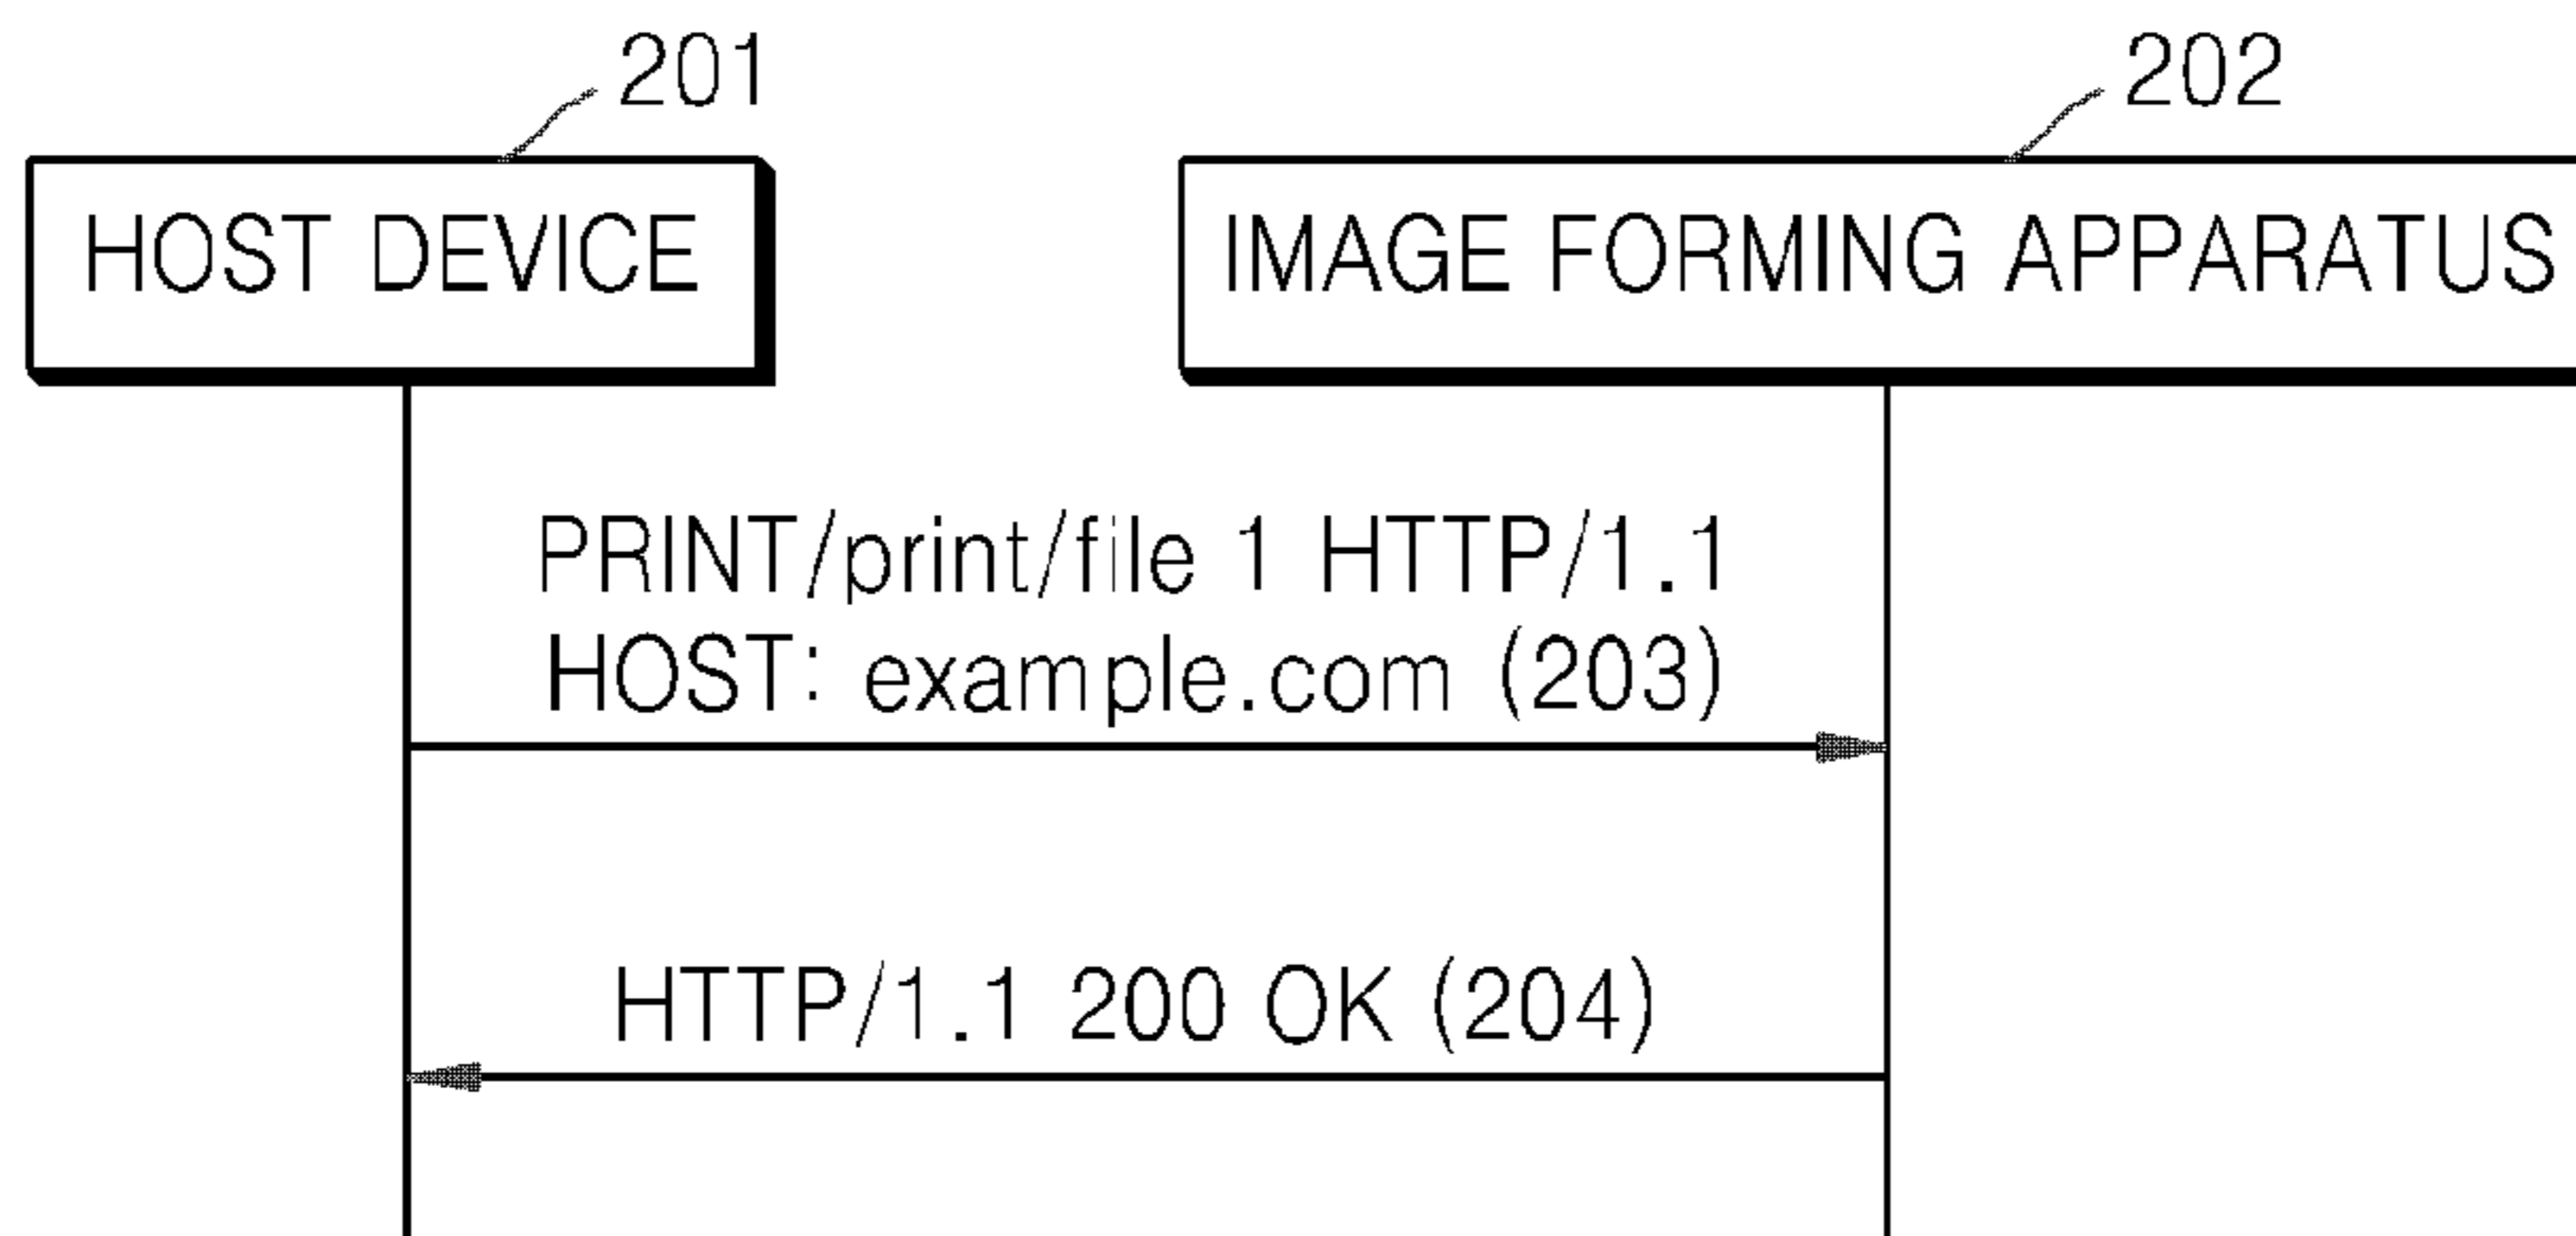 201
202
HOST DEVICE
IMAGE FORMING APPARATUS
PRINT/print/file 1 HTTP/1.1
HOST: example.com (203)
HTTP/1.1 200 OK (204)